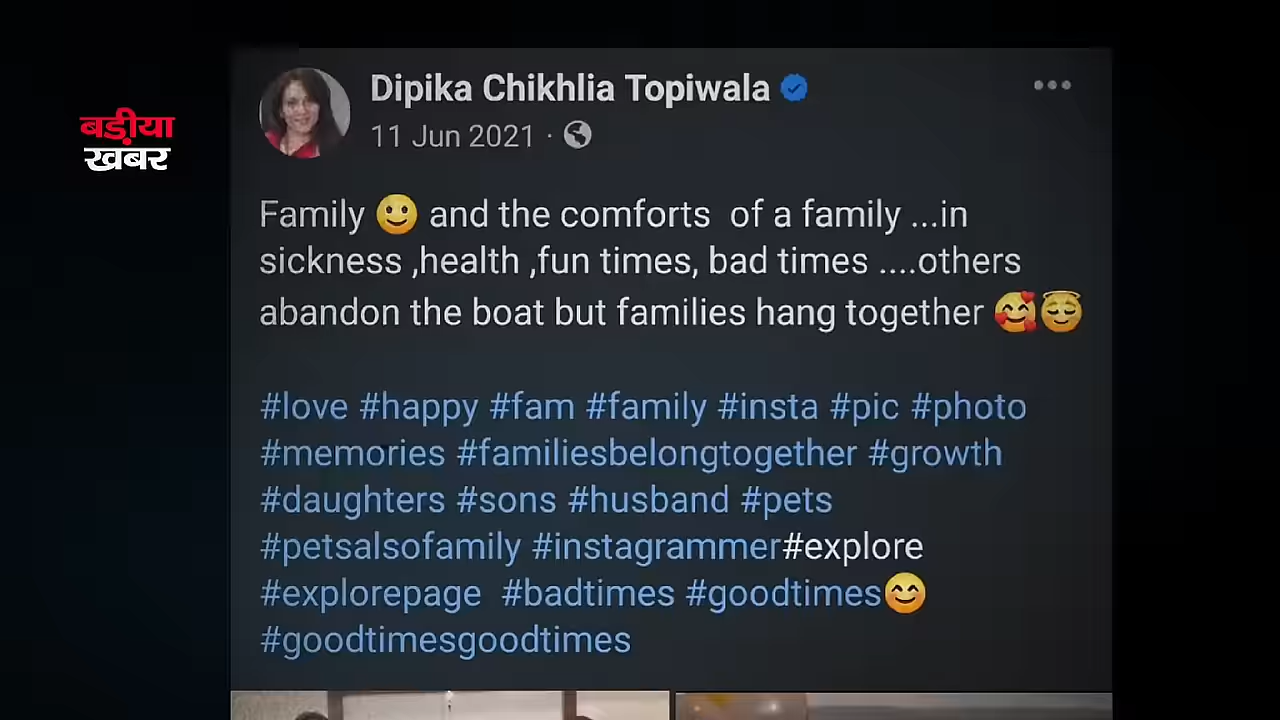 बड़ीया
खबर
Dipika Chikhlia Topiwala
11 Jun 2021 ·
Family 🙂 and the comforts  of a family ...in
sickness ,health ,fun times, bad times ....others
abandon the boat but families hang together 🥰😇
#love #happy #fam #family #insta #pic #photo
#memories #familiesbelongtogether #growth
#daughters #sons #husband #pets
#petsalsofamily #instagrammer#explore
#explorepage  #badtimes #goodtimes😊
#goodtimesgoodtimes